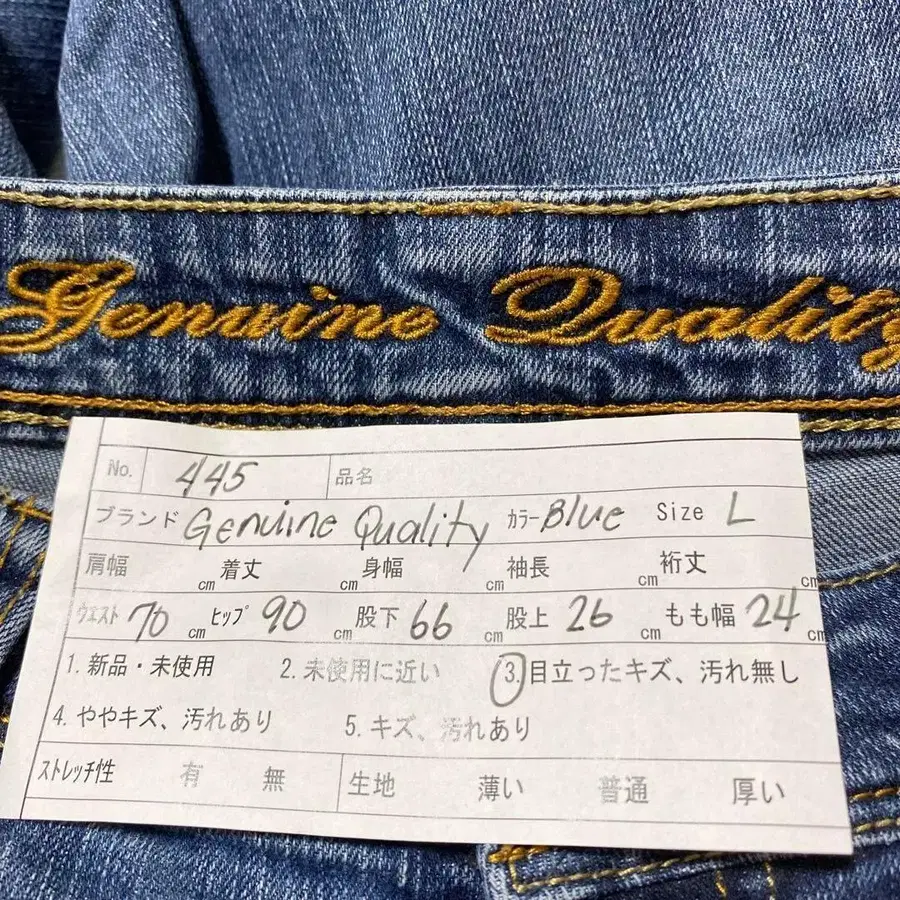 Genuine Quality
No. 445 品名
ブランド Genuine Quality カラー Blue Size L
肩幅 cm 着丈 cm 身幅 cm 袖長 cm 裄丈
ウエスト 70 cm ヒップ 90 cm 股下 66 cm 股上 26 cm もも幅 24 cm
1. 新品・未使用 2. 未使用に近い 3. 目立ったキズ、汚れ無し
4. ややキズ、汚れあり 5. キズ、汚れあり
ストレッチ性 有 無 生地 薄い 普通 厚い